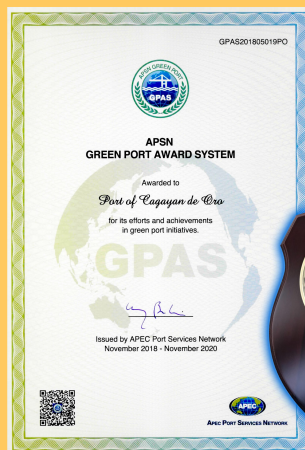 GPAS201805019PO
APSN GREEN PORT
GPAS
APSN
GREEN PORT AWARD SYSTEM
Awarded to
Port of Cagayan de Oro
for its efforts and achievements
in green port initiatives.
GPAS
Issued by APEC Port Services Network
November 2018 - November 2020
APEC
APEC PORT SERVICES NETWORK